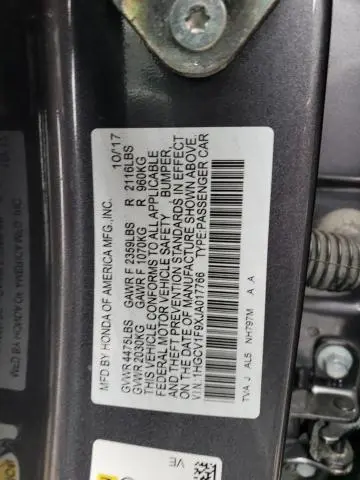 MFD. BY HONDA OF AMERICA MFG.,INC. 10/17
GVWR 4475LBS GAWR F 2359LBS R 2116LBS
GVWR 2030KG GAWR F 1070KG R 960KG
THIS VEHICLE CONFORMS TO ALL APPLICABLE
FEDERAL MOTOR VEHICLE SAFETY , BUMPER,
AND THEFT PREVENTION STANDARDS IN EFFECT
ON THE DATE OF MANUFACTURE SHOWN ABOVE.
V.I.N.:1HGCV1F9XJA017766 TYPE:PASSENGER CAR
TVA J AL5 NH797M A .A
VE